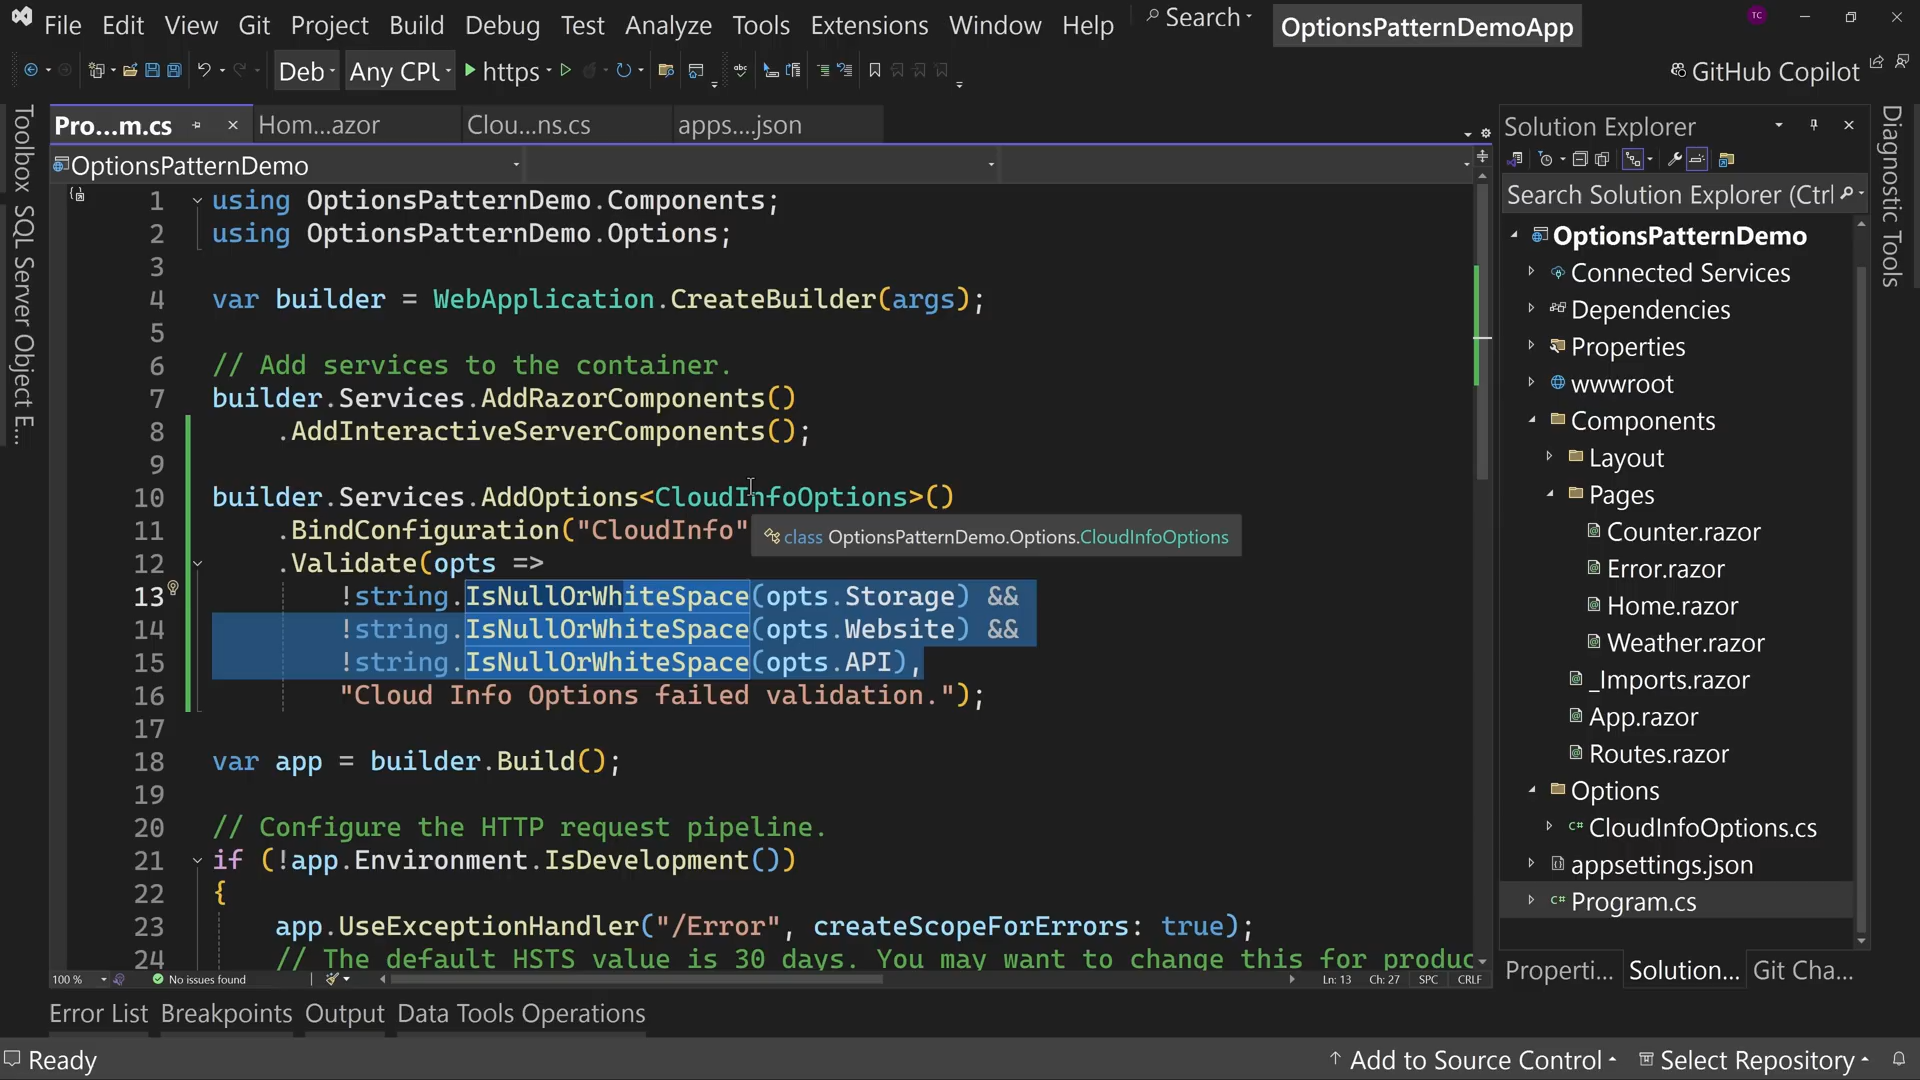 File Edit View Git Project Build Debug Test Analyze Tools Extensions Window Help Search OptionsPatternDemoApp TC
Deb Any CPU https GitHub Copilot
Pro...m.cs Hom...azor Clou...ns.cs apps....json
OptionsPatternDemo
1 using OptionsPatternDemo.Components;
2 using OptionsPatternDemo.Options;
3
4 var builder = WebApplication.CreateBuilder(args);
5
6 // Add services to the container.
7 builder.Services.AddRazorComponents()
8 .AddInteractiveServerComponents();
9
10 builder.Services.AddOptions<CloudInfoOptions>()
11 .BindConfiguration("CloudInfo"
class OptionsPatternDemo.Options.CloudInfoOptions
12 .Validate(opts =>
13 !string.IsNullOrWhiteSpace(opts.Storage) &&
14 !string.IsNullOrWhiteSpace(opts.Website) &&
15 !string.IsNullOrWhiteSpace(opts.API),
16 "Cloud Info Options failed validation.");
17
18 var app = builder.Build();
19
20 // Configure the HTTP request pipeline.
21 if (!app.Environment.IsDevelopment())
22 {
23 app.UseExceptionHandler("/Error", createScopeForErrors: true);
24 // The default HSTS value is 30 days. You may want to change this for produc
100 % No issues found Ln: 13 Ch: 27 SPC CRLF
Toolbox
SQL Server Object E...
Solution Explorer
Search Solution Explorer (Ctrl
OptionsPatternDemo
Connected Services
Dependencies
Properties
wwwroot
Components
Layout
Pages
Counter.razor
Error.razor
Home.razor
Weather.razor
_Imports.razor
App.razor
Routes.razor
Options
CloudInfoOptions.cs
appsettings.json
Program.cs
Properti... Solution... Git Cha...
Diagnostic Tools
Error List Breakpoints Output Data Tools Operations
Ready Add to Source Control Select Repository